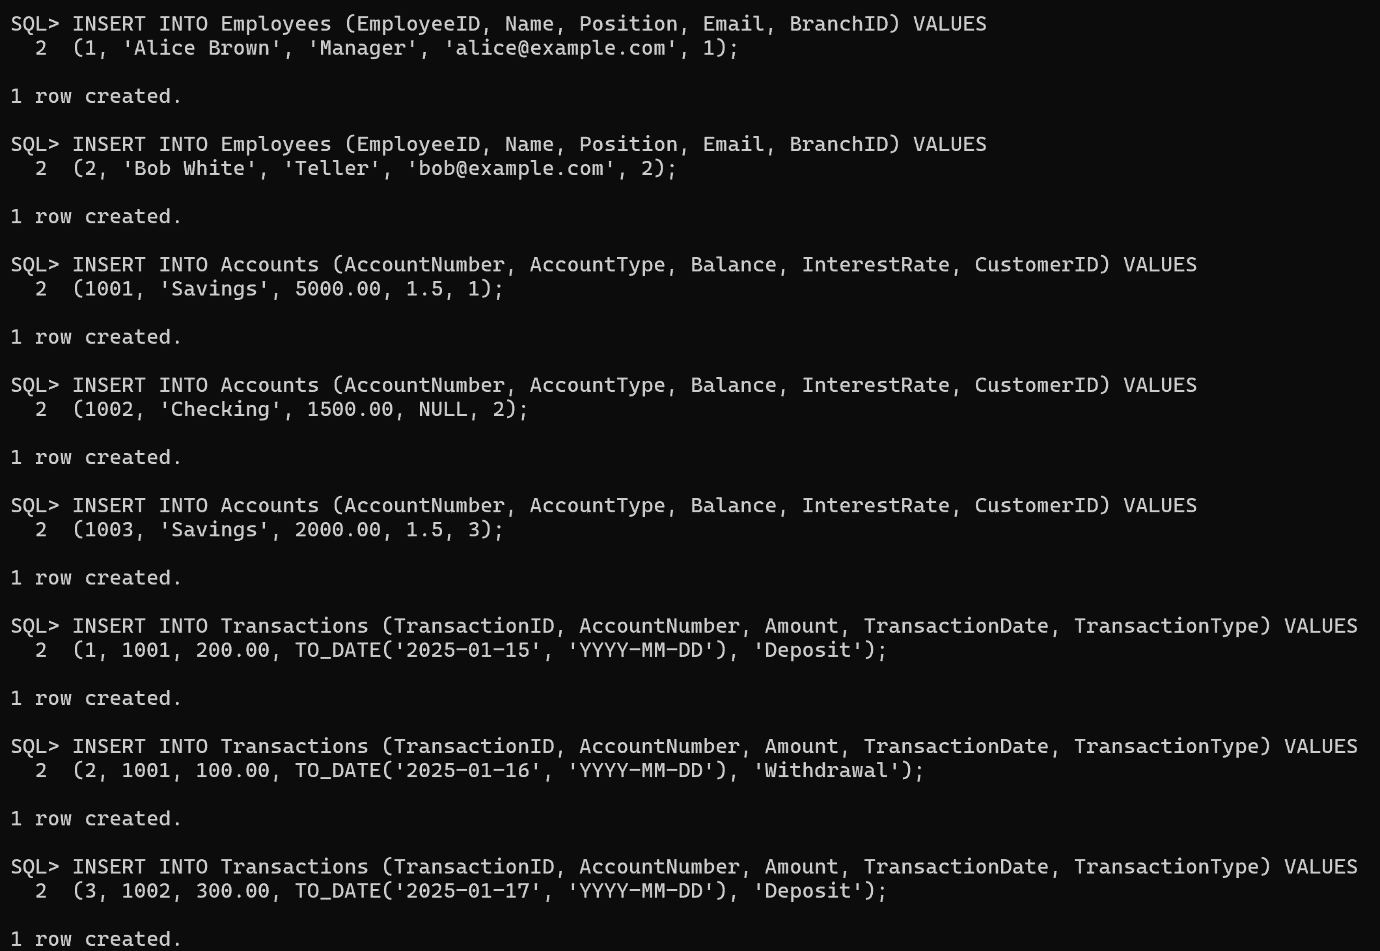 SQL> INSERT INTO Employees (EmployeeID, Name, Position, Email, BranchID) VALUES
  2  (1, 'Alice Brown', 'Manager', 'alice@example.com', 1);

1 row created.

SQL> INSERT INTO Employees (EmployeeID, Name, Position, Email, BranchID) VALUES
  2  (2, 'Bob White', 'Teller', 'bob@example.com', 2);

1 row created.

SQL> INSERT INTO Accounts (AccountNumber, AccountType, Balance, InterestRate, CustomerID) VALUES
  2  (1001, 'Savings', 5000.00, 1.5, 1);

1 row created.

SQL> INSERT INTO Accounts (AccountNumber, AccountType, Balance, InterestRate, CustomerID) VALUES
  2  (1002, 'Checking', 1500.00, NULL, 2);

1 row created.

SQL> INSERT INTO Accounts (AccountNumber, AccountType, Balance, InterestRate, CustomerID) VALUES
  2  (1003, 'Savings', 2000.00, 1.5, 3);

1 row created.

SQL> INSERT INTO Transactions (TransactionID, AccountNumber, Amount, TransactionDate, TransactionType) VALUES
  2  (1, 1001, 200.00, TO_DATE('2025-01-15', 'YYYY-MM-DD'), 'Deposit');

1 row created.

SQL> INSERT INTO Transactions (TransactionID, AccountNumber, Amount, TransactionDate, TransactionType) VALUES
  2  (2, 1001, 100.00, TO_DATE('2025-01-16', 'YYYY-MM-DD'), 'Withdrawal');

1 row created.

SQL> INSERT INTO Transactions (TransactionID, AccountNumber, Amount, TransactionDate, TransactionType) VALUES
  2  (3, 1002, 300.00, TO_DATE('2025-01-17', 'YYYY-MM-DD'), 'Deposit');

1 row created.